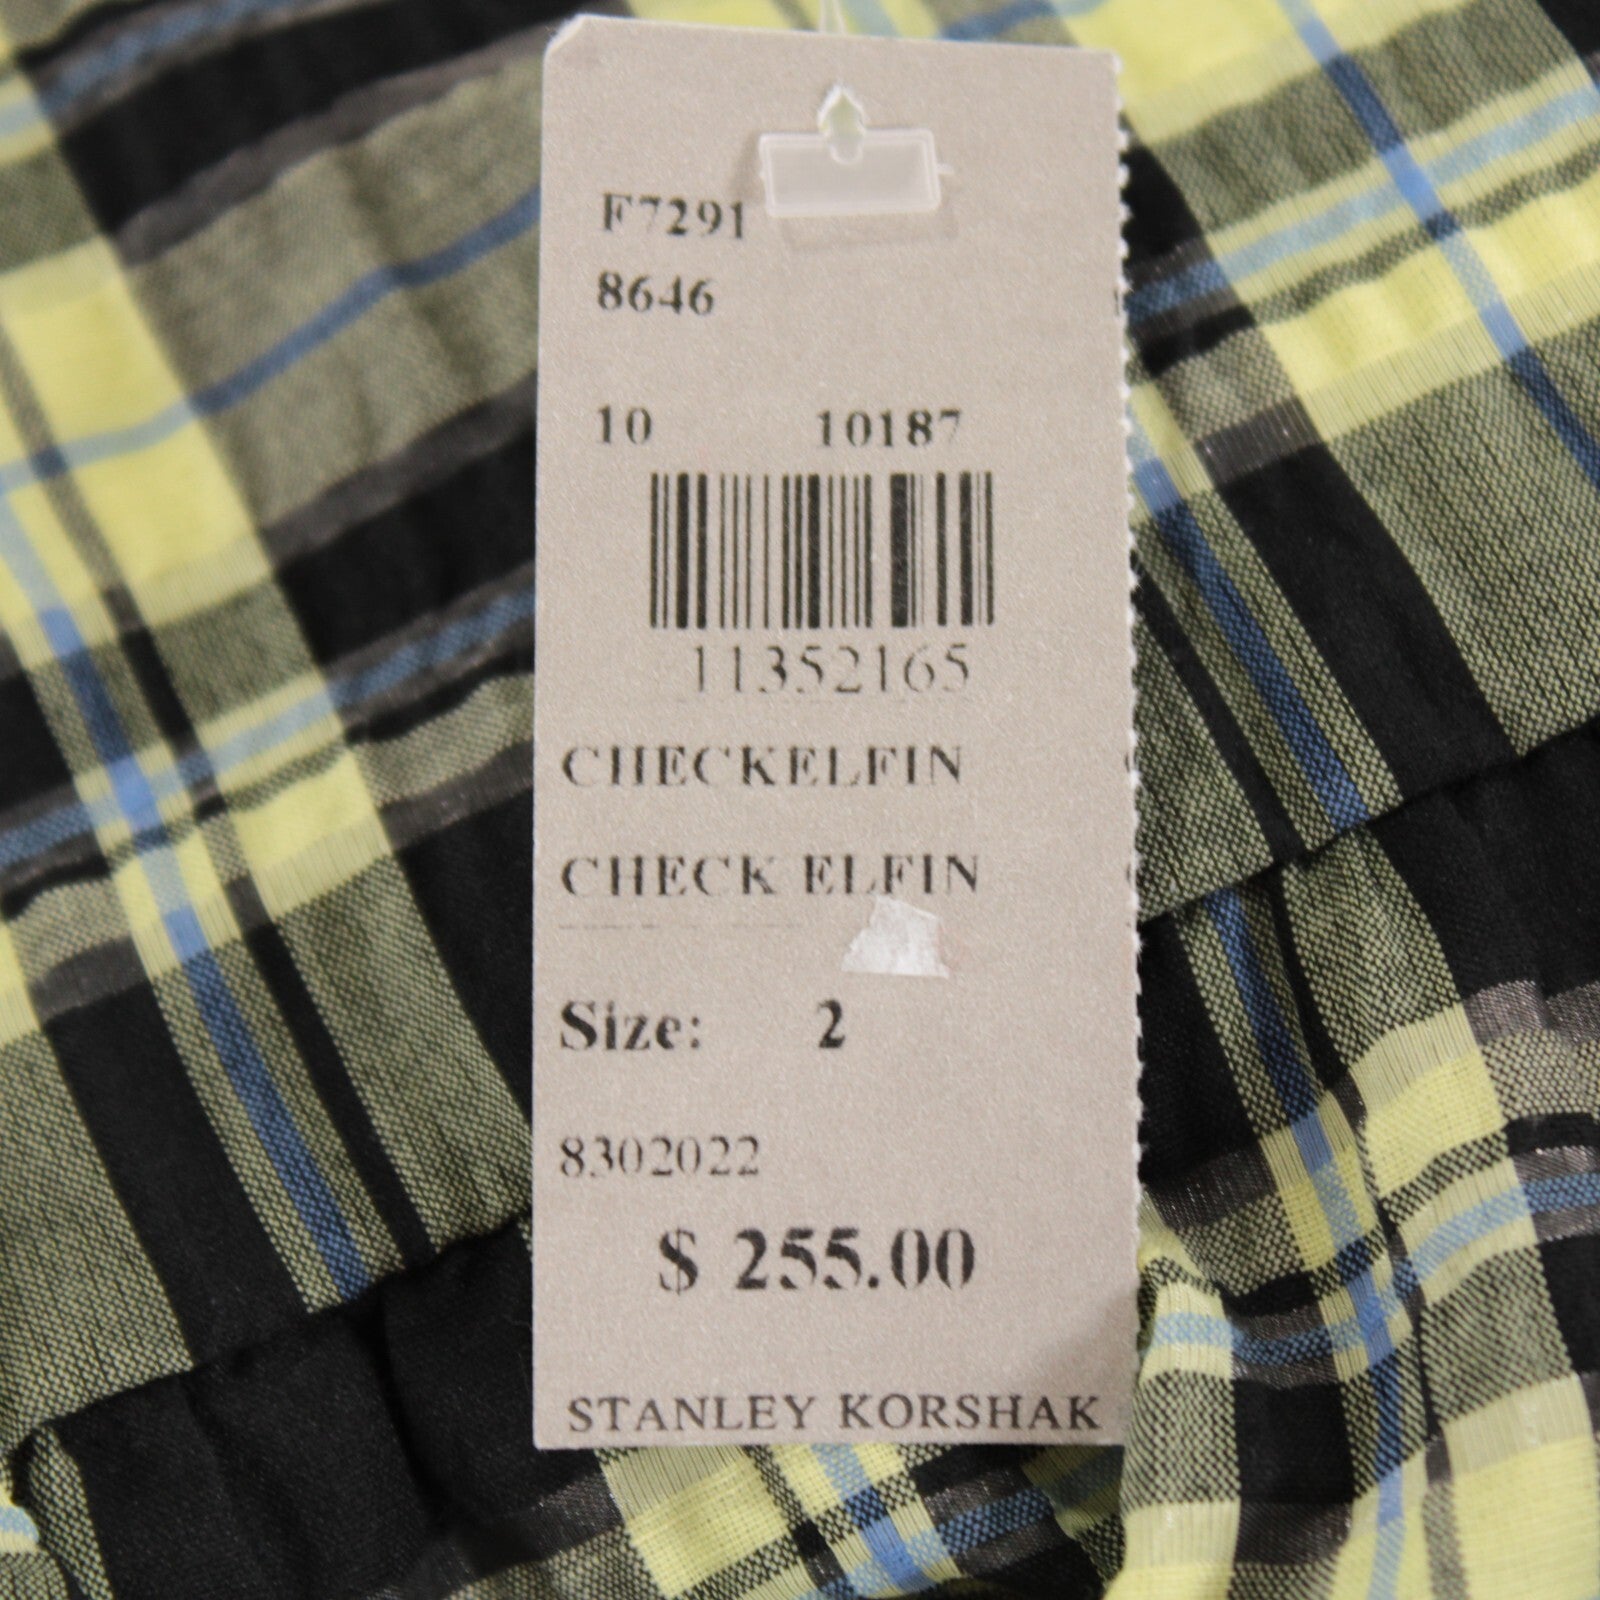 F7291
8646
10 10187
11352165
CHECKELFIN
CHECK ELFIN
Size: 2
8302022
$ 255.00
STANLEY KORSHAK